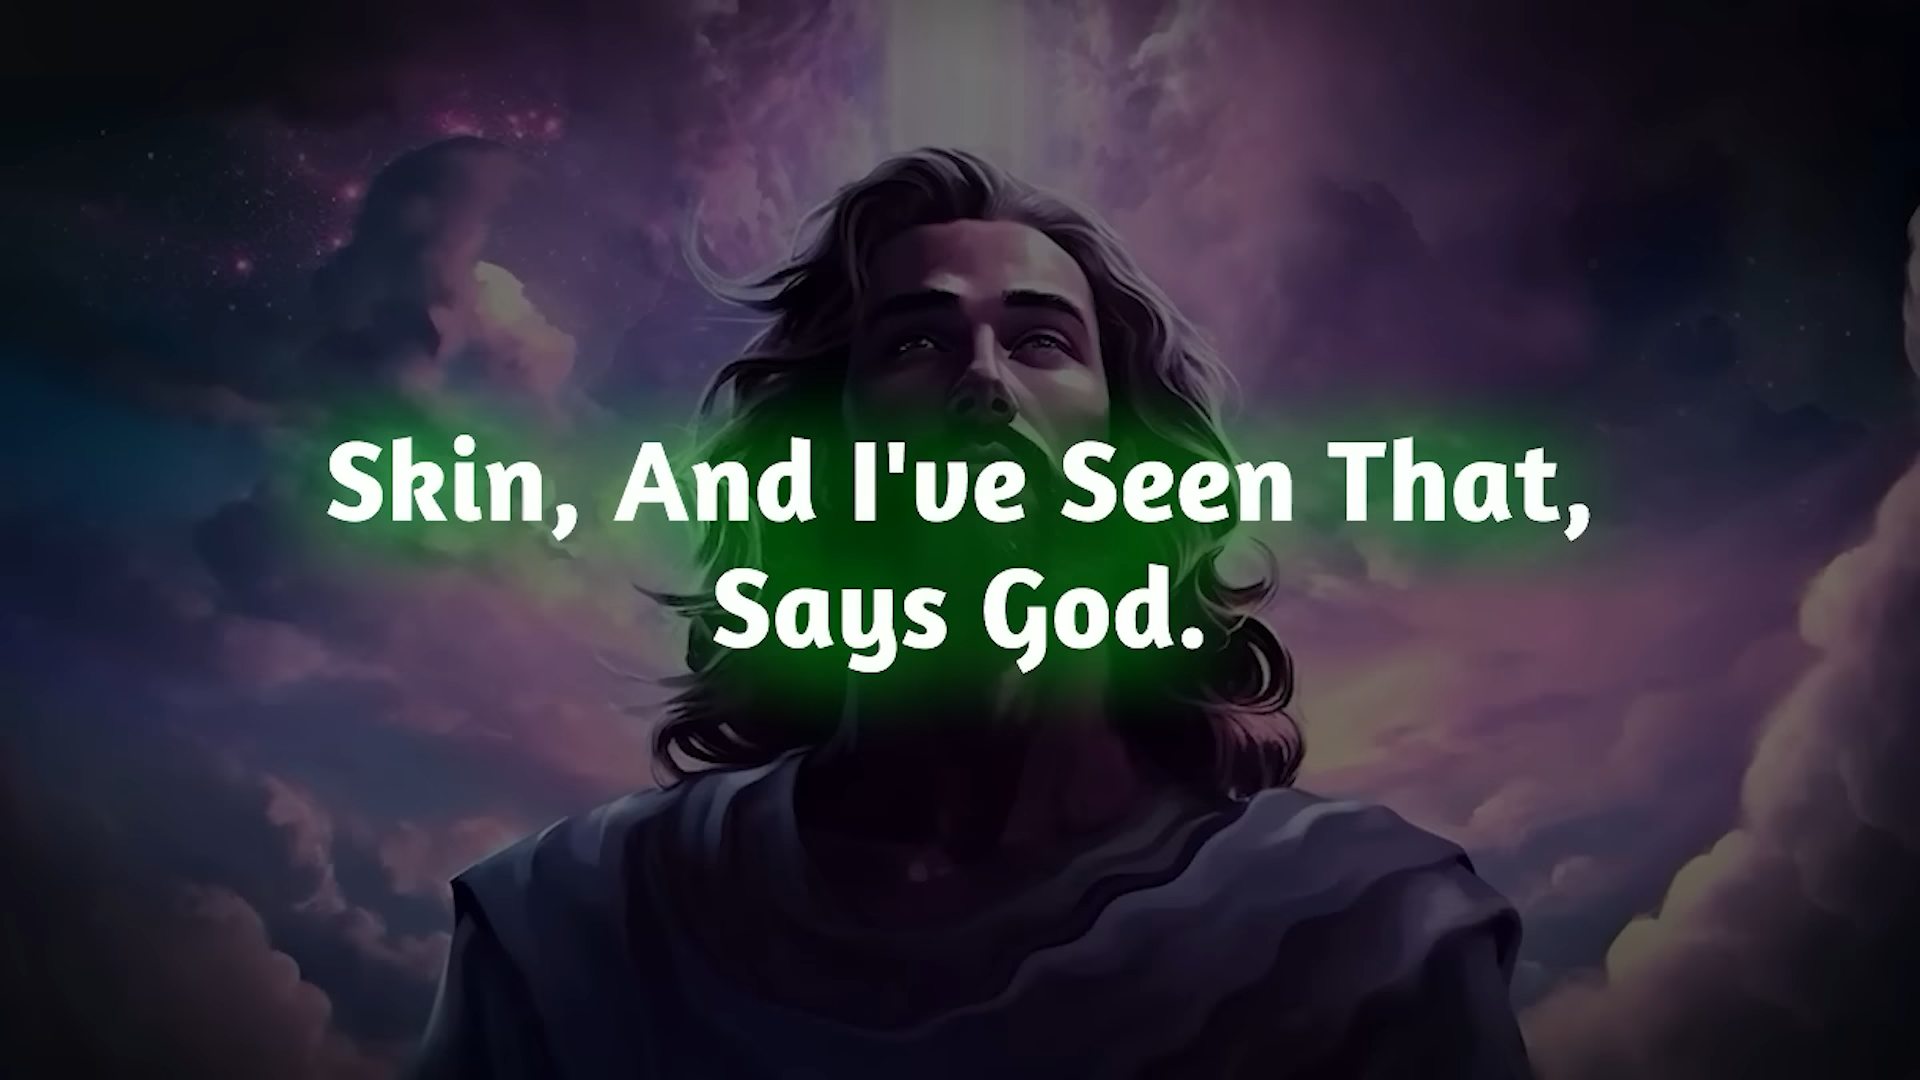 Skin, And I've Seen That,
Says God.